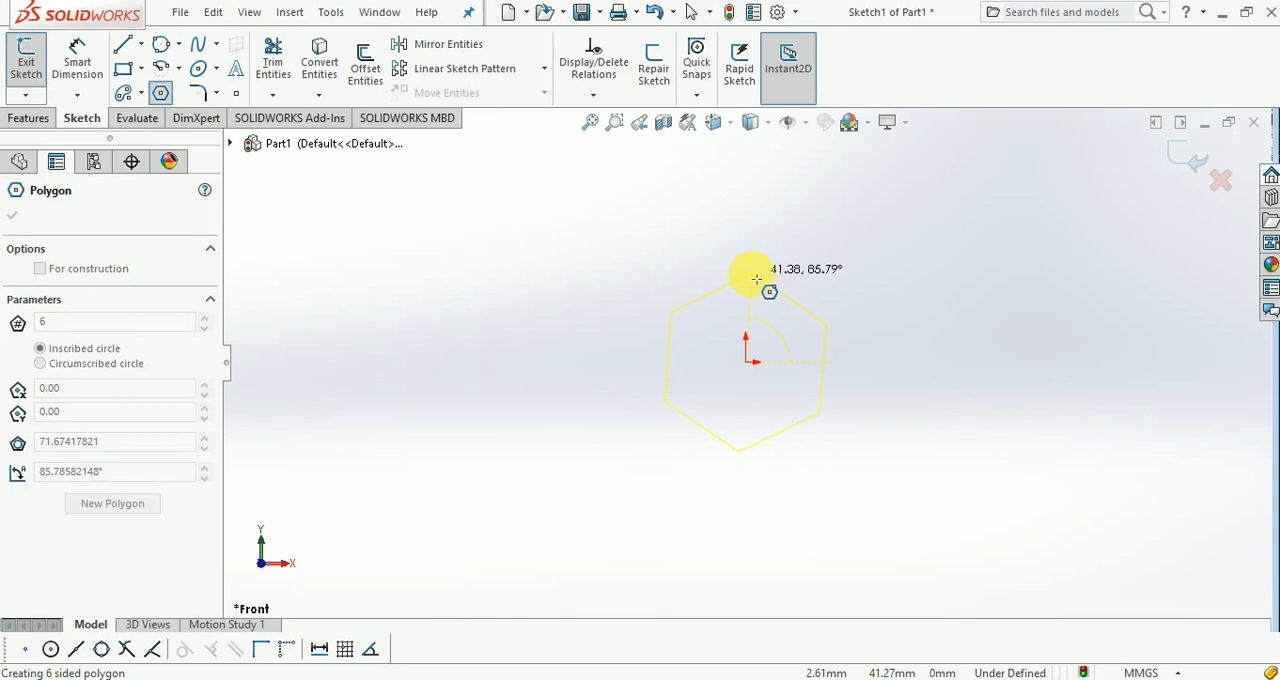 SOLIDWORKS
File Edit View Insert Tools Window Help
Sketch1 of Part1 *
Search files and models
Exit Sketch
Smart Dimension
Trim Entities
Convert Entities
Offset Entities
Mirror Entities
Linear Sketch Pattern
Move Entities
Display/Delete Relations
Repair Sketch
Quick Snaps
Rapid Sketch
Instant2D
Features Sketch Evaluate DimXpert SOLIDWORKS Add-Ins SOLIDWORKS MBD
Part1 (Default<<Default>...
Polygon
Options
For construction
Parameters
6
Inscribed circle
Circumscribed circle
0.00
0.00
71.67417821
85.78582148°
New Polygon
41.38, 85.79°
Y
X
*Front
Model 3D Views Motion Study 1
Creating 6 sided polygon 2.61mm 41.27mm 0mm Under Defined MMGS